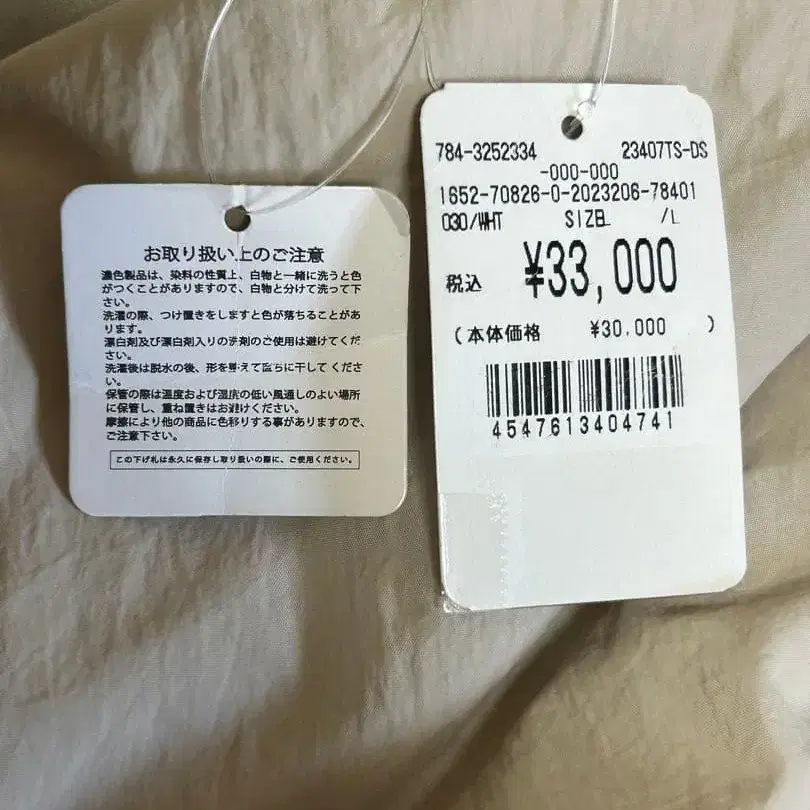 お取り扱い上のご注意
濃色製品は、染料の性質上、白物と一緒に洗うと色
がつくことがありますので、白物と分けて洗って下
さい。
洗濯の際、つけ置きをしますと色が落ちることがあ
ります。
漂白剤及び漂白剤入りの洗剤のご使用は避けてくだ
さい。
洗濯後は脱水の後、形を整えて直ちに干してくださ
い。
保管の際は温度および湿度の低い風通しのよい場所
に保管し、重ね置きはお避けください。
摩擦により他の商品に色移りする事がありますので、
ご注意下さい。
この下げ札は永久に保存し取り扱いの際に、ご使用ください。
784-3252334 23407TS-DS
-000-000
1652-70826-0-2023206-78401
030/WHT SIZE /L
税込 ¥33,000
(本体価格 ¥30,000 )
4547613404741